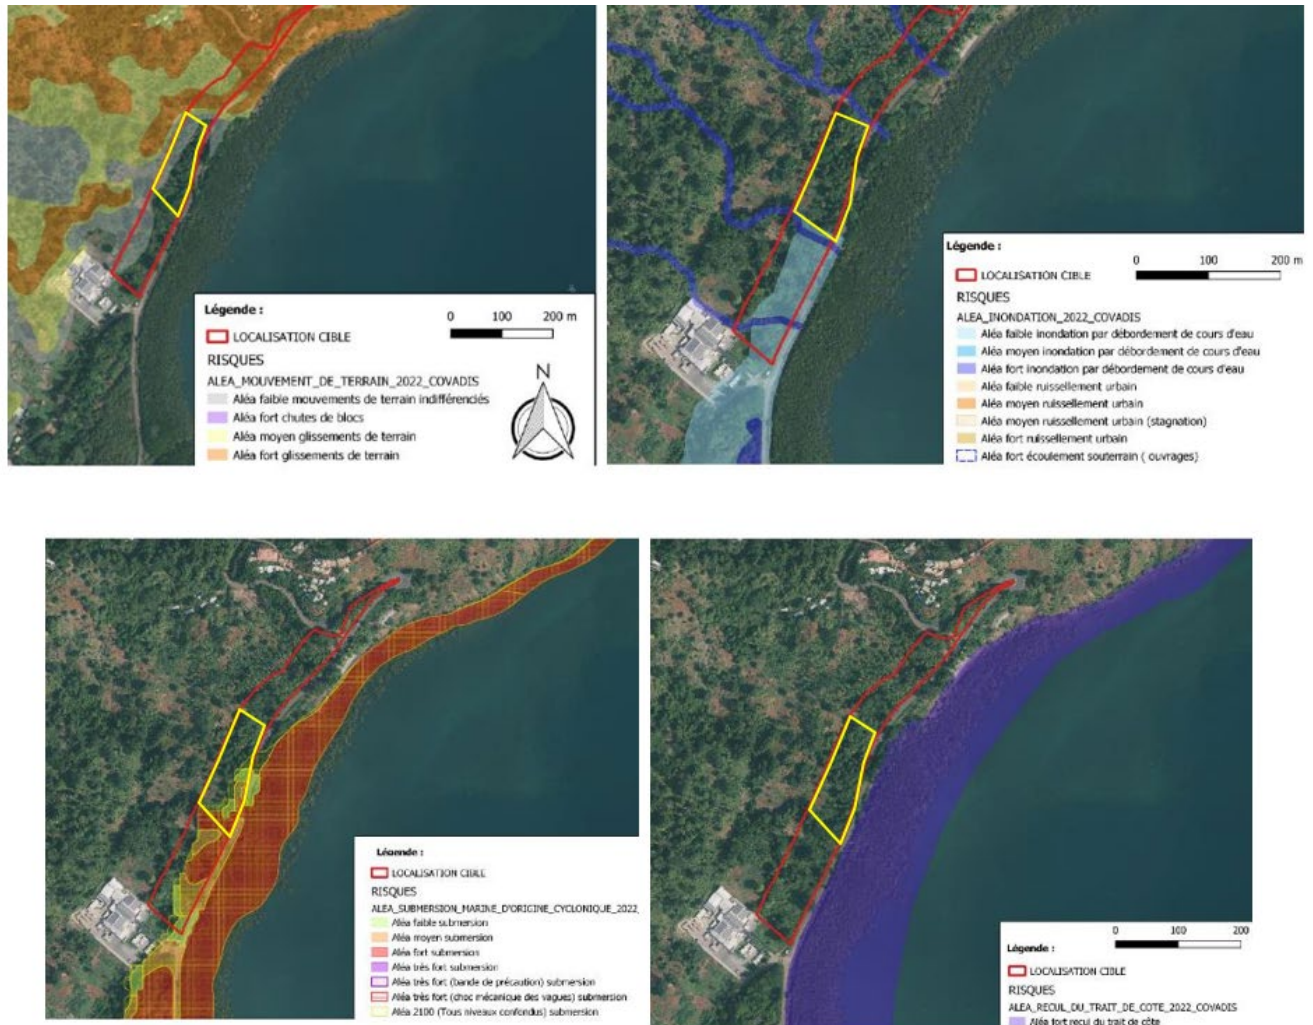 Légende :
0 100 200 m
LOCALISATION CIBLE
RISQUES
ALEA_MOUVEMENT_DE_TERRAIN_2022_COVADIS
Aléa faible mouvements de terrain indifférenciés
Aléa fort chutes de blocs
Aléa moyen glissements de terrain
Aléa fort glissements de terrain
N
Légende :
0 100 200 m
LOCALISATION CIBLE
RISQUES
ALEA_INONDATION_2022_COVADIS
Aléa faible inondation par débordement de cours d'eau
Aléa moyen inondation par débordement de cours d'eau
Aléa fort inondation par débordement de cours d'eau
Aléa faible ruissellement urbain
Aléa moyen ruissellement urbain
Aléa moyen ruissellement urbain (stagnation)
Aléa fort ruissellement urbain
Aléa fort écoulement souterrain ( ouvrages)
Légende :
LOCALISATION CIBLE
RISQUES
ALEA_SUBMERSION_MARINE_D'ORIGINE_CYCLONIQUE_2022_
Aléa faible submersion
Aléa moyen submersion
Aléa fort submersion
Aléa très fort submersion
Aléa très fort (bande de précaution) submersion
Aléa très fort (choc mécanique des vagues) submersion
Aléa 2100 (Tous niveaux confondus) submersion
0 100 200
Légende :
LOCALISATION CIBLE
RISQUES
ALEA_RECUL_DU_TRAIT_DE_COTE_2022_COVADIS
Aléa fort recul du trait de côte